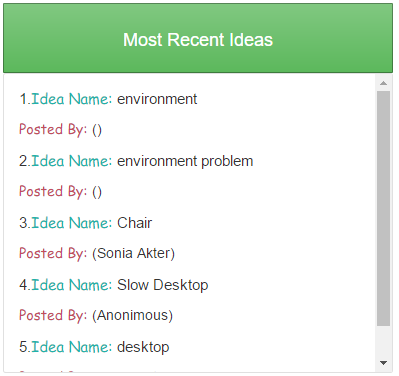 Most Recent Ideas
1.Idea Name: environment
Posted By: ()
2.Idea Name: environment problem
Posted By: ()
3.Idea Name: Chair
Posted By: (Sonia Akter)
4.Idea Name: Slow Desktop
Posted By: (Anonimous)
5.Idea Name: desktop